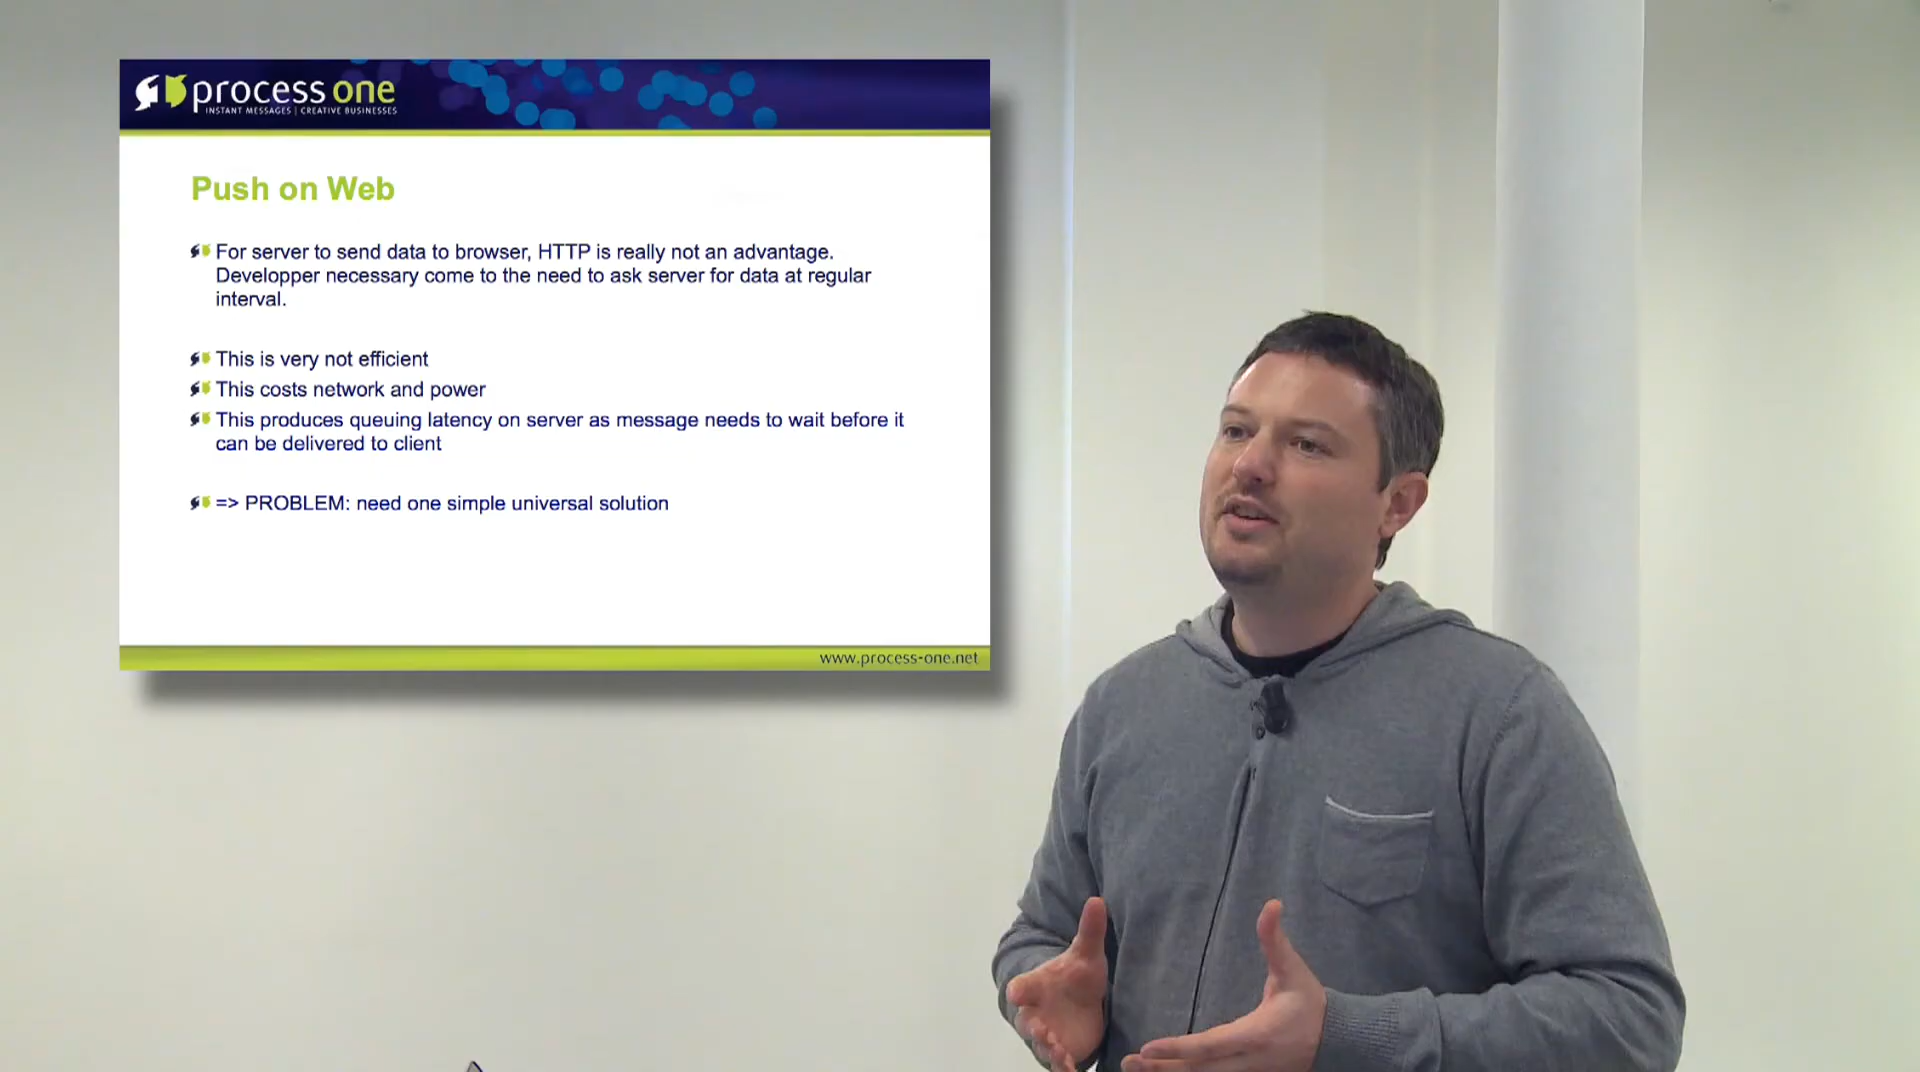 process one
INSTANT MESSAGES | CREATIVE BUSINESSES
Push on Web
For server to send data to browser, HTTP is really not an advantage.
Developper necessary come to the need to ask server for data at regular
interval.
This is very not efficient
This costs network and power
This produces queuing latency on server as message needs to wait before it
can be delivered to client
=> PROBLEM: need one simple universal solution
www.process-one.net